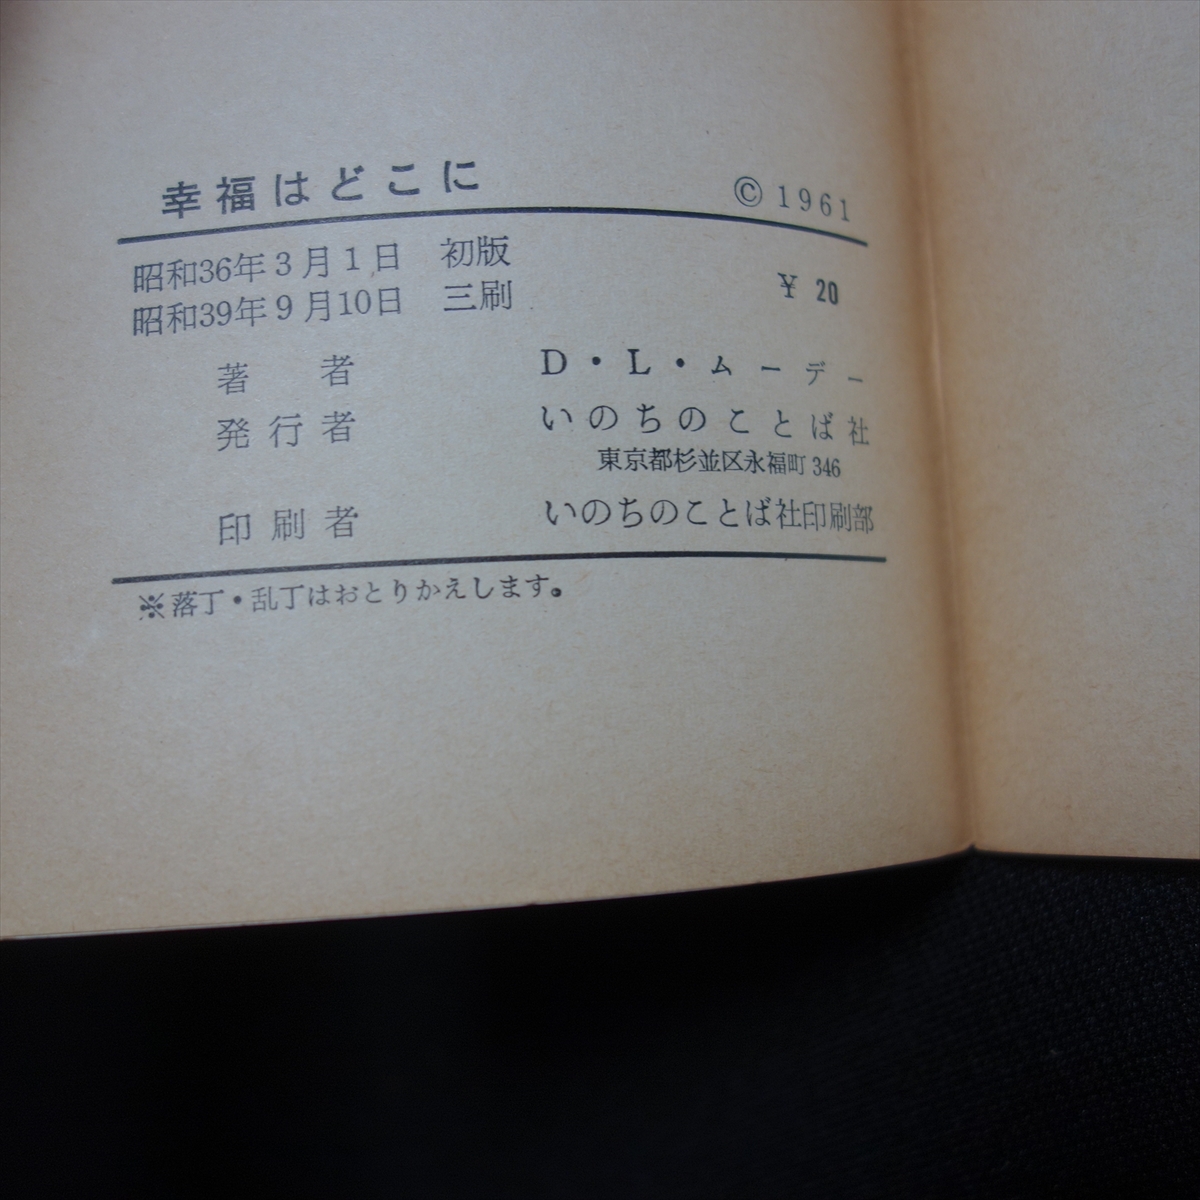 幸福はどこに
© 1961
昭和36年3月1日 初版
昭和39年9月10日 三刷
¥ 20
著者 D・L・ムーデー
発行者 いのちのことば社
東京都杉並区永福町346
印刷者 いのちのことば社印刷部
※落丁・乱丁はおとりかえします。